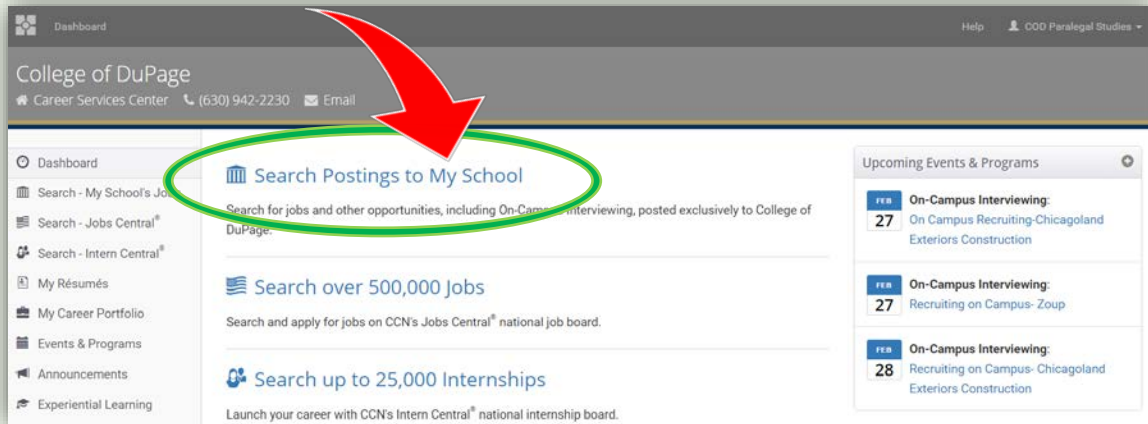 Dashboard
Help COD Paralegal Studies
College of DuPage
Career Services Center (630) 942-2230 Email
Dashboard
Search - My School's
Search - Jobs Central®
Search - Intern Central®
My Résumés
My Career Portfolio
Events & Programs
Announcements
Experiential Learning
Search Postings to My School
Search for jobs and other opportunities, including On-Campus Interviewing, posted exclusively to College of
DuPage.
Search over 500,000 Jobs
Search and apply for jobs on CCN's Jobs Central® national job board.
Search up to 25,000 Internships
Launch your career with CCN's Intern Central® national internship board.
Upcoming Events & Programs
FEB
27
On-Campus Interviewing:
On Campus Recruiting-Chicagoland
Exteriors Construction
FEB
27
On-Campus Interviewing:
Recruiting on Campus- Zoup
FEB
28
On-Campus Interviewing:
Recruiting on Campus- Chicagoland
Exteriors Construction